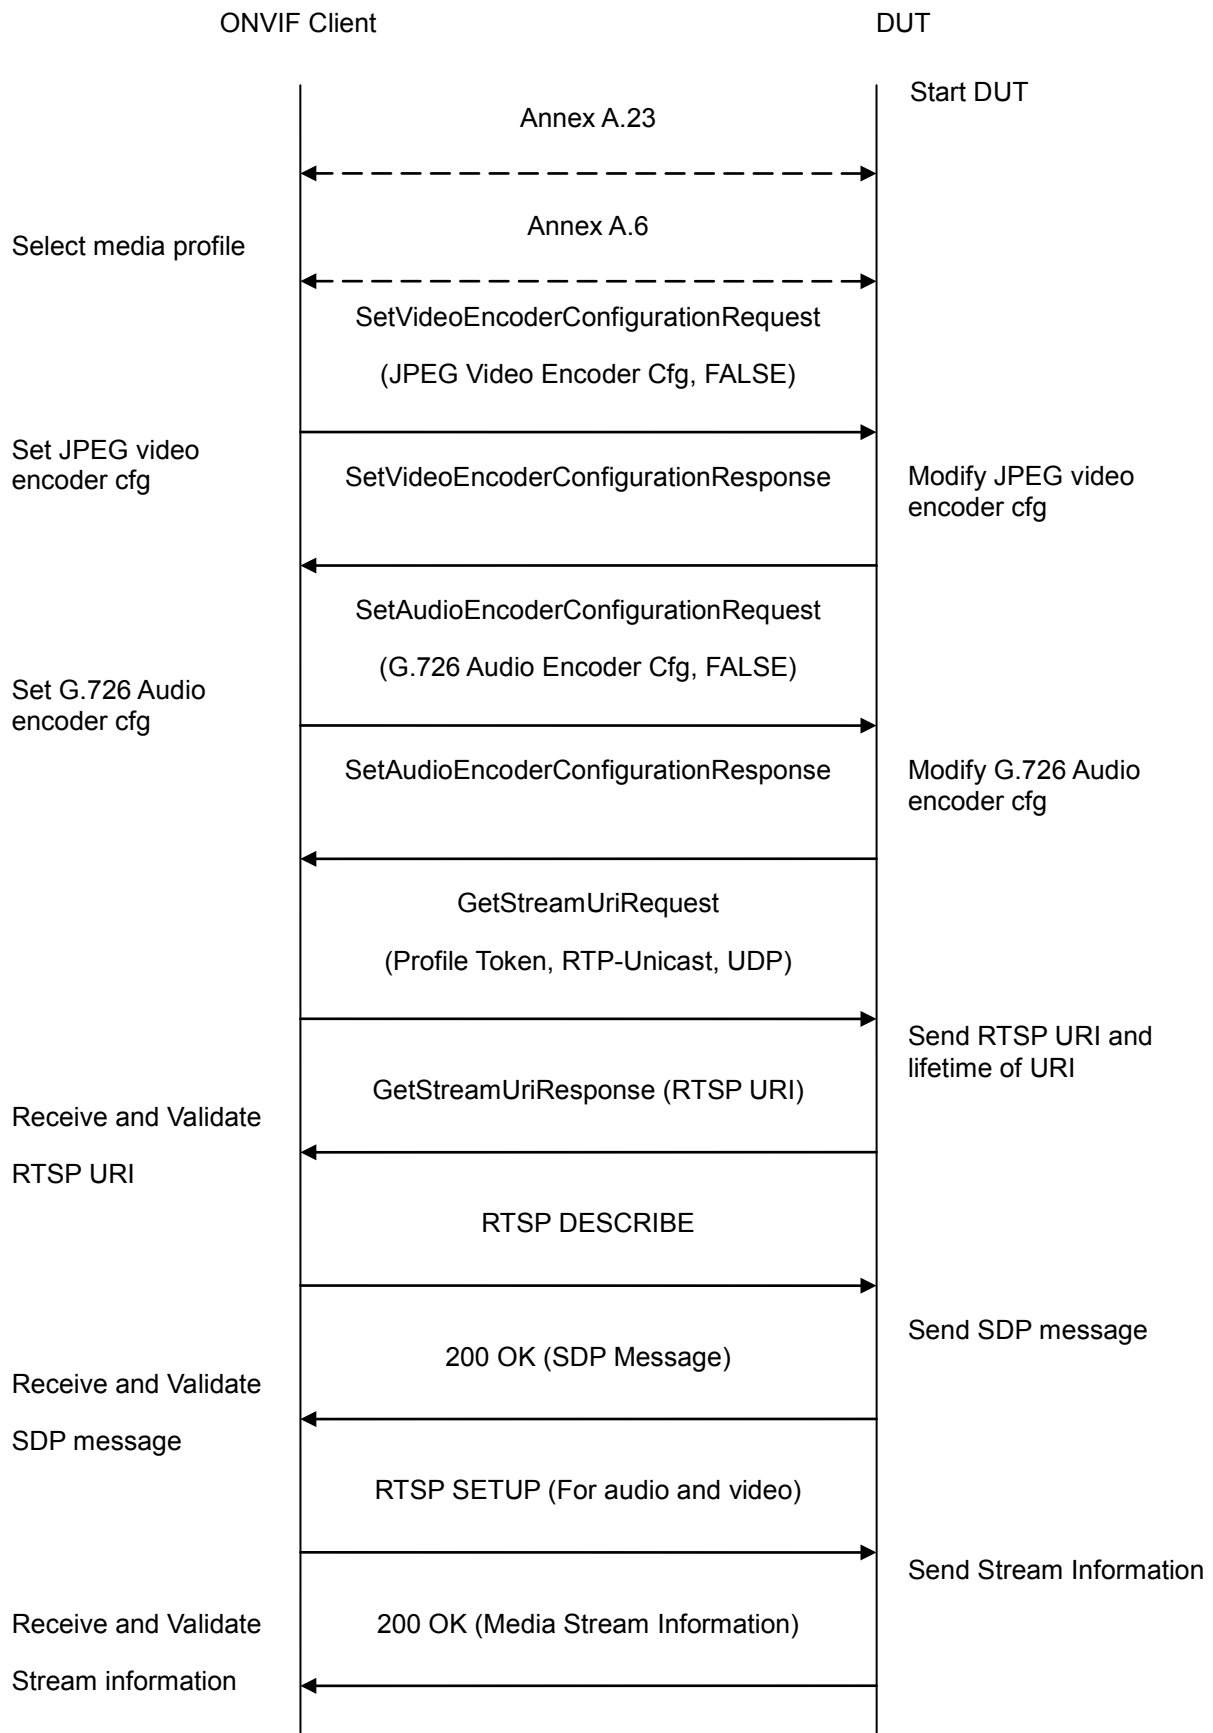 ONVIF Client
DUT
Start DUT
Annex A.23
Annex A.6
Select media profile
SetVideoEncoderConfigurationRequest
(JPEG Video Encoder Cfg, FALSE)
Set JPEG video
encoder cfg
SetVideoEncoderConfigurationResponse
Modify JPEG video
encoder cfg
SetAudioEncoderConfigurationRequest
(G.726 Audio Encoder Cfg, FALSE)
Set G.726 Audio
encoder cfg
SetAudioEncoderConfigurationResponse
Modify G.726 Audio
encoder cfg
GetStreamUriRequest
(Profile Token, RTP-Unicast, UDP)
Send RTSP URI and
lifetime of URI
GetStreamUriResponse (RTSP URI)
Receive and Validate
RTSP URI
RTSP DESCRIBE
Send SDP message
200 OK (SDP Message)
Receive and Validate
SDP message
RTSP SETUP (For audio and video)
Send Stream Information
200 OK (Media Stream Information)
Receive and Validate
Stream information